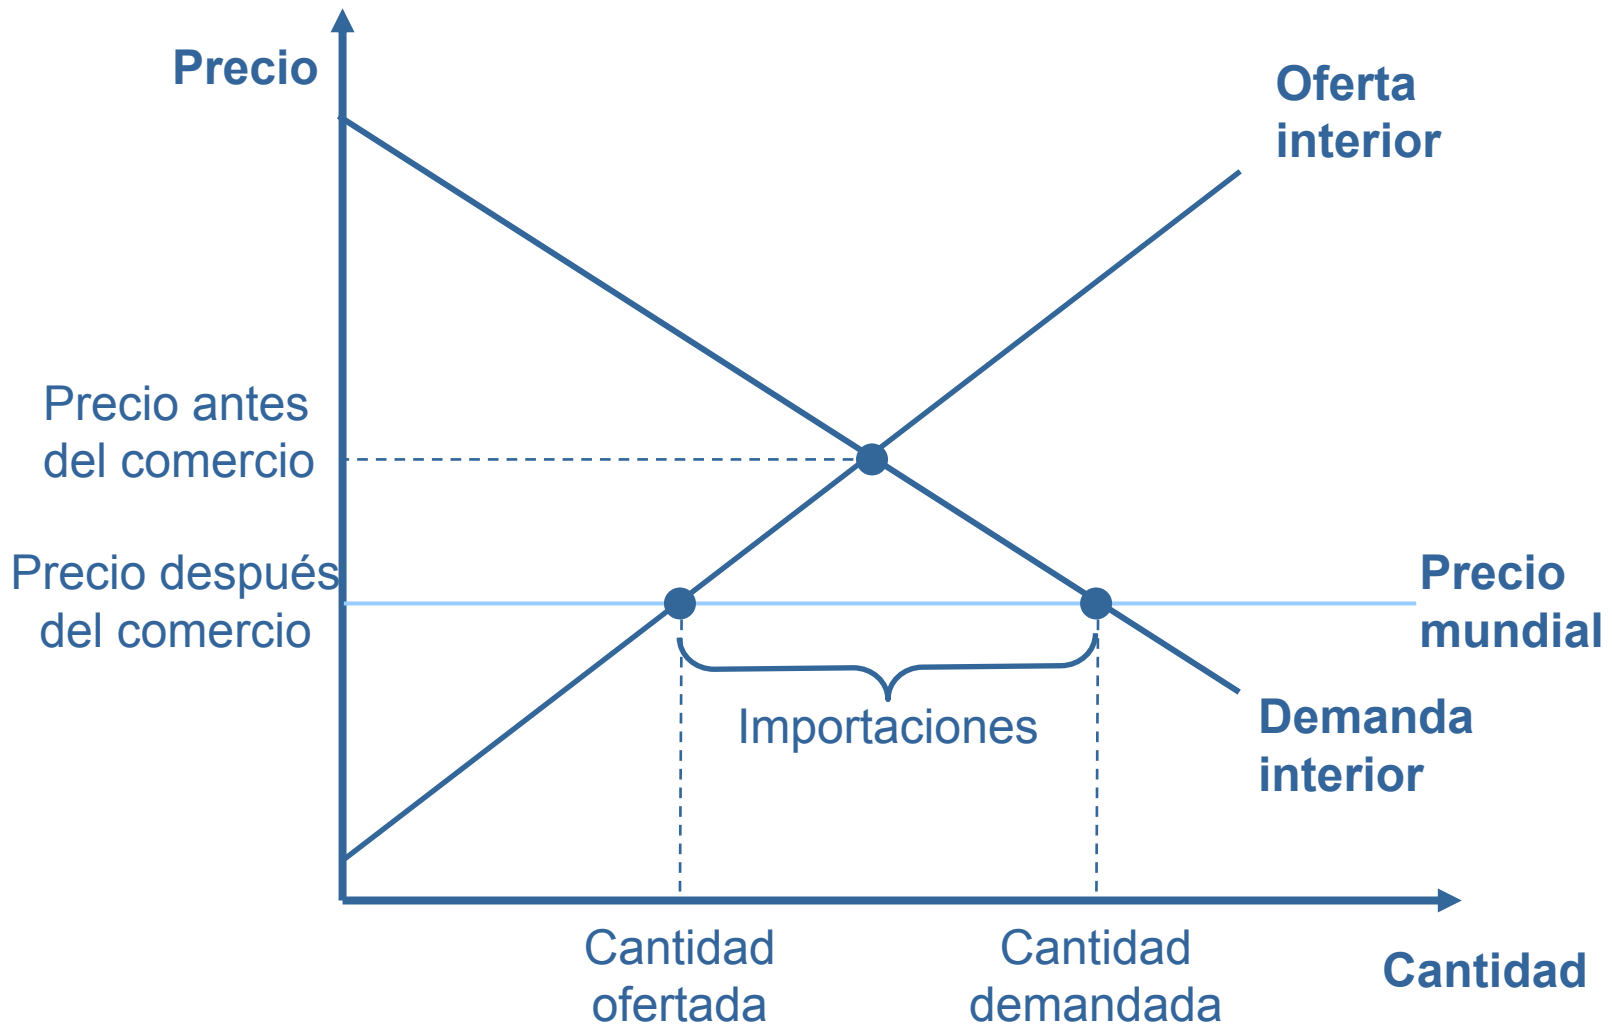 Precio
Oferta
interior
Precio antes
del comercio
Precio después
del comercio
Precio
mundial
Importaciones
Demanda
interior
Cantidad
ofertada
Cantidad
demandada
Cantidad